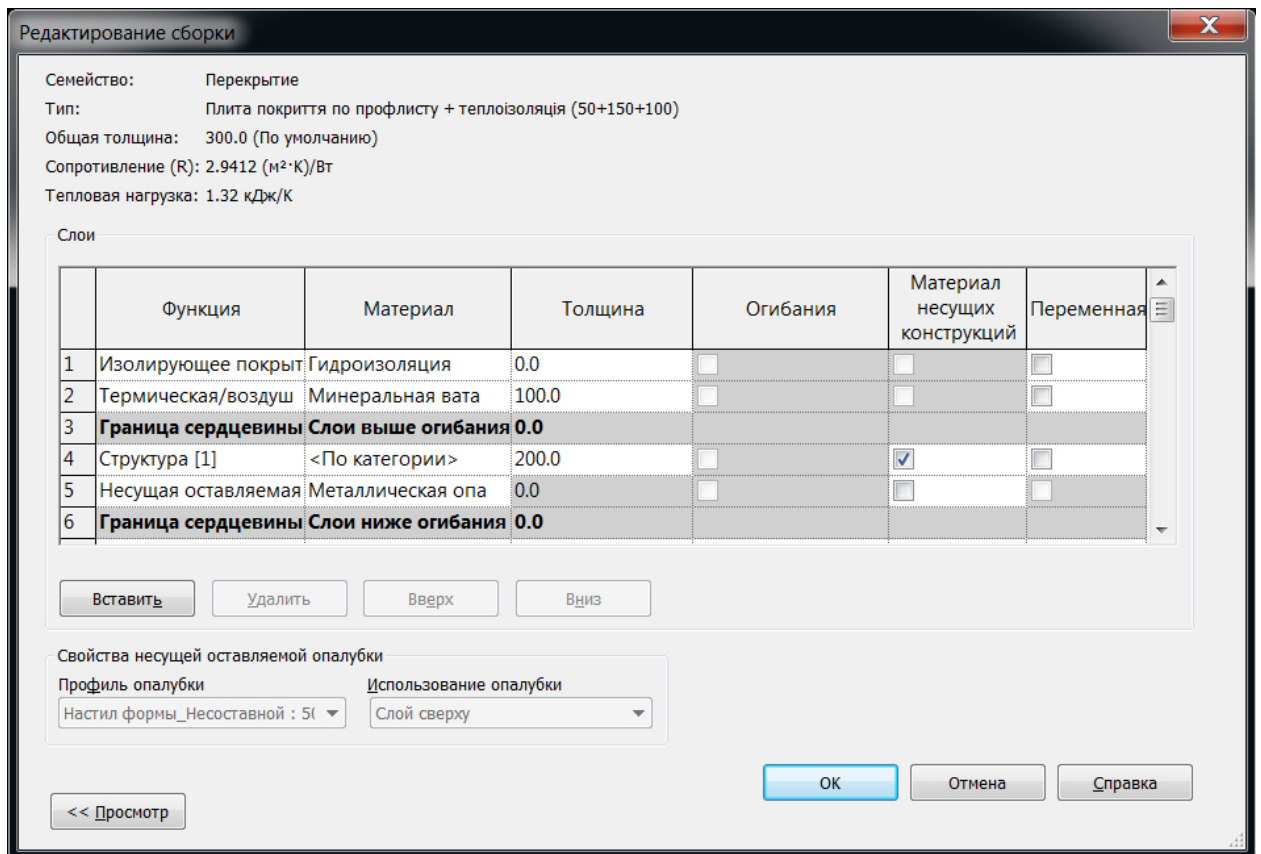 Редактирование сборки
Семейство: Перекрытие
Тип: Плита покриття по профлисту + теплоізоляція (50+150+100)
Общая толщина: 300.0 (По умолчанию)
Сопротивление (R): 2.9412 (м²·К)/Вт
Тепловая нагрузка: 1.32 кДж/К
Слои
Функция Материал Толщина Огибания Материал несущих конструкций Переменная
1 Изолирующее покрыт Гидроизоляция 0.0
2 Термическая/воздуш Минеральная вата 100.0
3 Граница сердцевины Слои выше огибания 0.0
4 Структура [1] <По категории> 200.0
5 Несущая оставляемая Металлическая опа 0.0
6 Граница сердцевины Слои ниже огибания 0.0
Вставить Удалить Вверх Вниз
Свойства несущей оставляемой опалубки
Профиль опалубки Использование опалубки
Настил формы_Несоставной : 5( Слой сверху
OK Отмена Справка
<< Просмотр